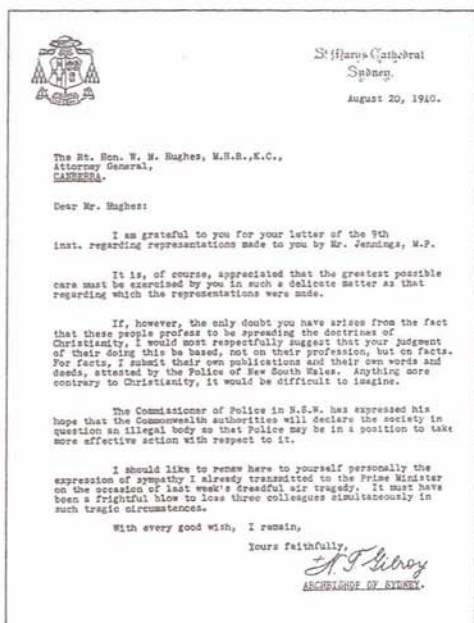 St Mary's Cathedral
Sydney.
August 20, 1940.
The Rt. Hon. W. M. Hughes, M.H.R.,K.C.,
Attorney General,
CANBERRA.
Dear Mr. Hughes:
I am grateful to you for your letter of the 9th
inst. regarding representations made to you by Mr. Jennings, M.P.
It is, of course, appreciated that the greatest possible
care must be exercised by you in such a delicate matter as that
regarding which the representations were made.
If, however, the only doubt you have arises from the fact
that these people profess to be spreading the doctrines of
Christianity, I would most respectfully suggest that your judgment
of their doing this be based, not on their profession, but on facts.
For facts, I submit their own publications and their own words and
deeds, attested by the Police of New South Wales. Anything more
contrary to Christianity, it would be difficult to imagine.
The Commissioner of Police in N.S.W. has expressed his
hope that the Commonwealth authorities will declare the society in
question an illegal body so that Police may be in a position to take
more effective action with respect to it.
I should like to renew here to yourself personally the
expression of sympathy I already transmitted to the Prime Minister
on the occasion of last week's dreadful air tragedy. It must have
been a frightful blow to lose three colleagues simultaneously in
such tragic circumstances.
With every good wish, I remain,
Yours faithfully,
+N T Gilroy
ARCHBISHOP OF SYDNEY.